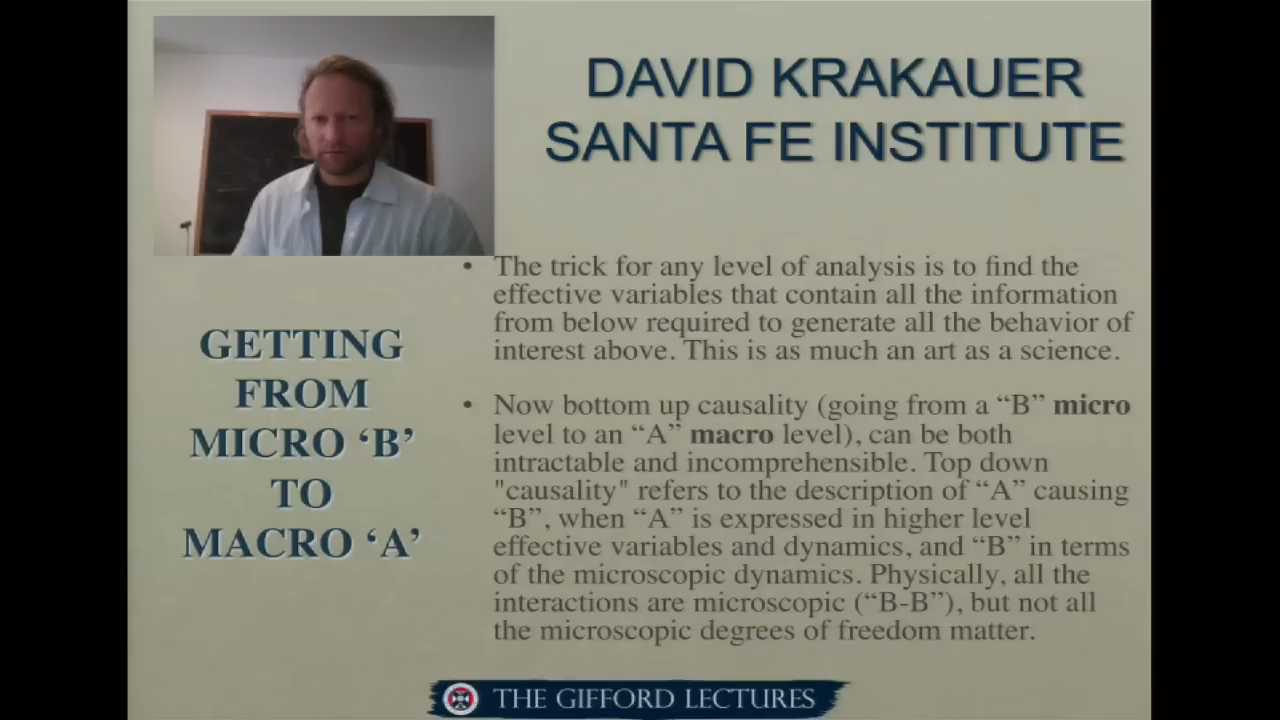 DAVID KRAKAUER
SANTA FE INSTITUTE
GETTING
FROM
MICRO ‘B’
TO
MACRO ‘A’
• The trick for any level of analysis is to find the
effective variables that contain all the information
from below required to generate all the behavior of
interest above. This is as much an art as a science.
• Now bottom up causality (going from a “B” micro
level to an “A” macro level), can be both
intractable and incomprehensible. Top down
"causality" refers to the description of “A” causing
“B”, when “A” is expressed in higher level
effective variables and dynamics, and “B” in terms
of the microscopic dynamics. Physically, all the
interactions are microscopic (“B-B”), but not all
the microscopic degrees of freedom matter.
THE GIFFORD LECTURES